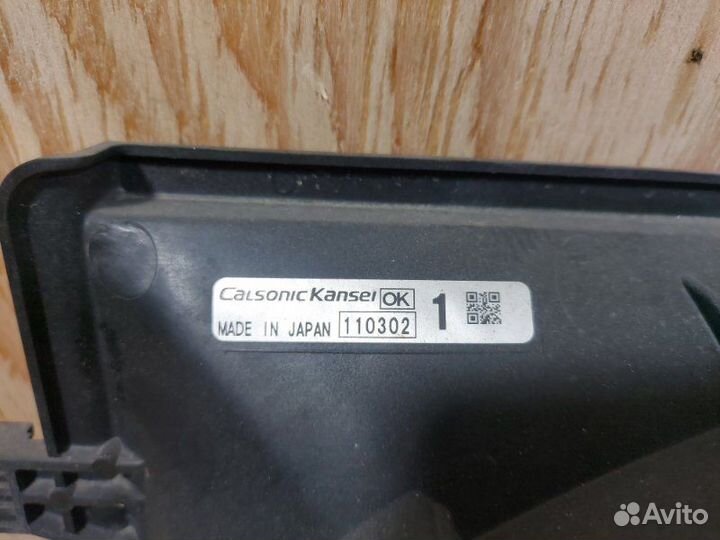 CalsonicKansei OK
MADE IN JAPAN 110302 1
Avito